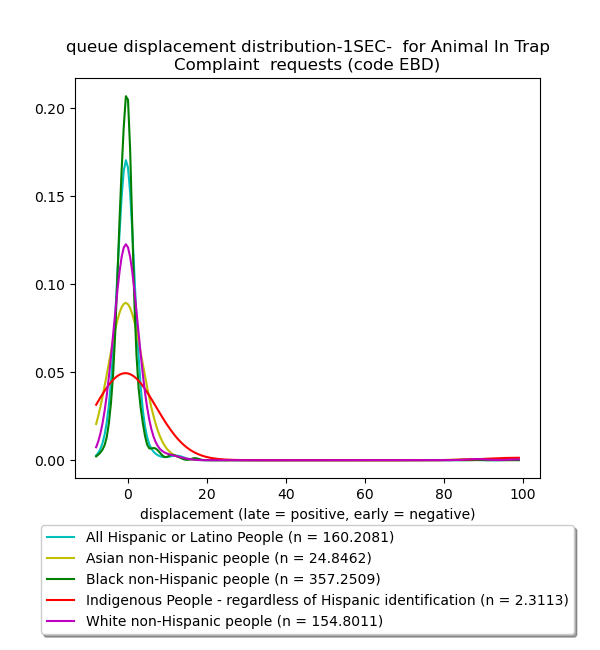 queue displacement distribution-1SEC-  for Animal In Trap
Complaint  requests (code EBD)
0.20
0.15
0.10
0.05
0.00
0 20 40 60 80 100
displacement (late = positive, early = negative)
All Hispanic or Latino People (n = 160.2081)
Asian non-Hispanic people (n = 24.8462)
Black non-Hispanic people (n = 357.2509)
Indigenous People - regardless of Hispanic identification (n = 2.3113)
White non-Hispanic people (n = 154.8011)